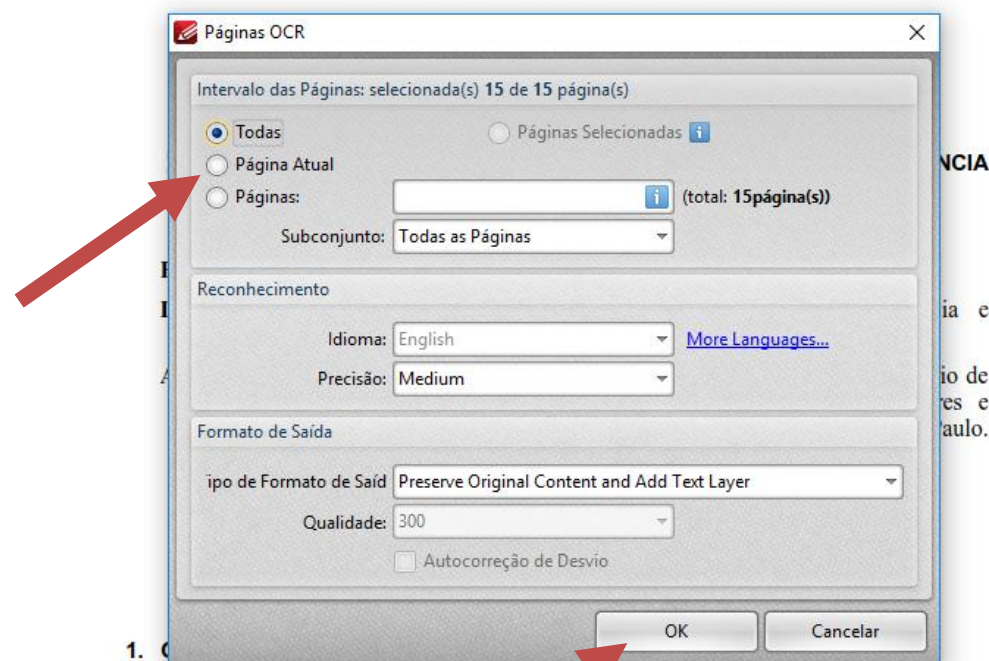 Páginas OCR
Intervalo das Páginas: selecionada(s) 15 de 15 página(s)
Todas Páginas Selecionadas
Página Atual
NCIA
Páginas: (total: 15página(s))
Subconjunto: Todas as Páginas
Reconhecimento
ia e
Idioma: English More Languages...
Precisão: Medium
io de
res e
Formato de Saída
aulo.
ipo de Formato de Saíd Preserve Original Content and Add Text Layer
Qualidade: 300
Autocorreção de Desvio
OK Cancelar
1.